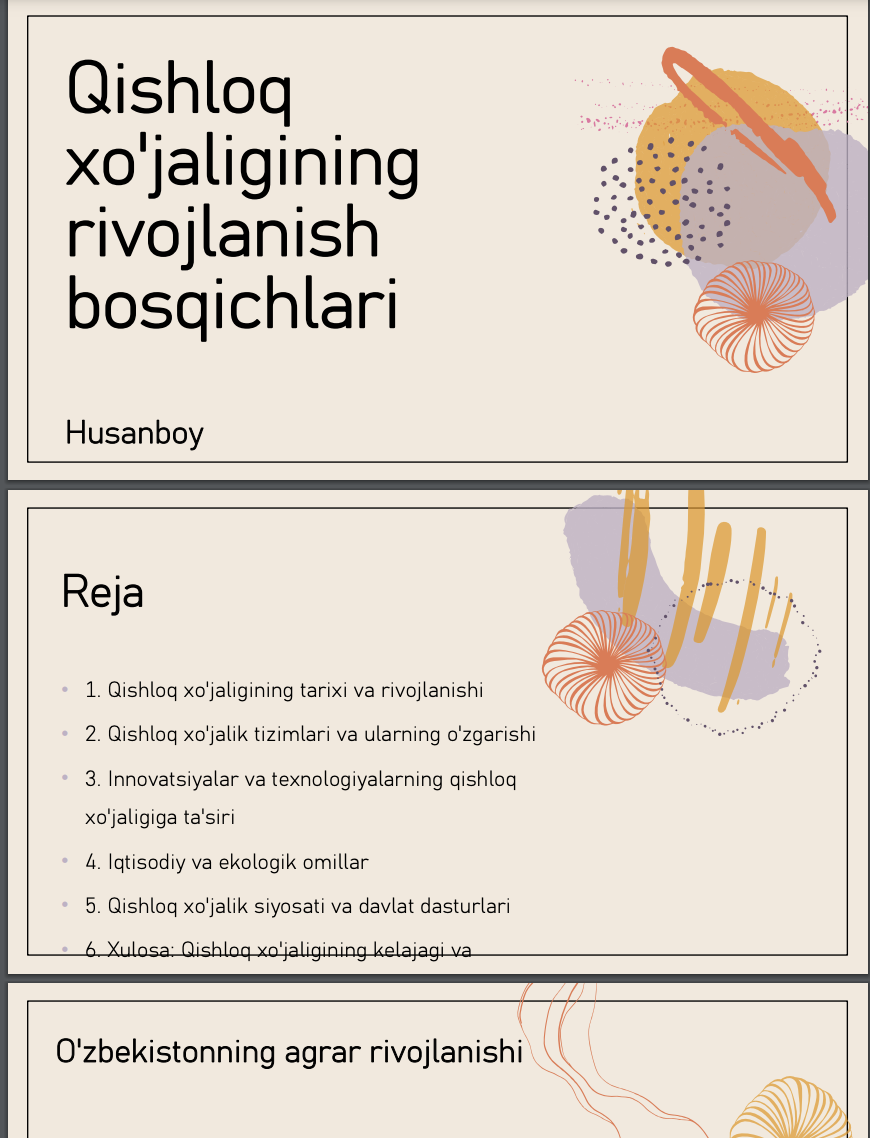 Qishloq
xo'jaligining
rivojlanish
bosqichlari
Husanboy
Reja
• 1. Qishloq xo'jaligining tarixi va rivojlanishi
• 2. Qishloq xo'jalik tizimlari va ularning o'zgarishi
• 3. Innovatsiyalar va texnologiyalarning qishloq
xo'jaligiga ta'siri
• 4. Iqtisodiy va ekologik omillar
• 5. Qishloq xo'jalik siyosati va davlat dasturlari
• 6. Xulosa: Qishloq xo'jaligining kelajagi va
O'zbekistonning agrar rivojlanishi